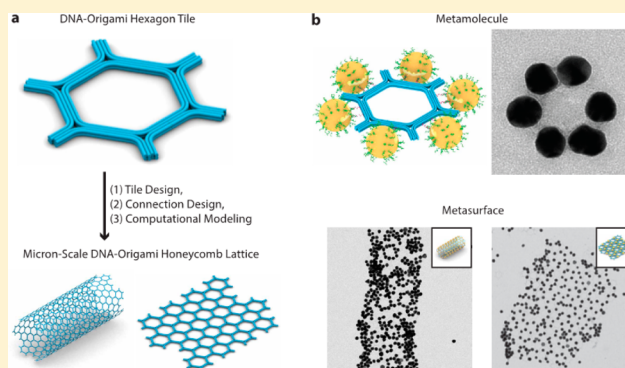 a
DNA-Origami Hexagon Tile
(1) Tile Design,
(2) Connection Design,
(3) Computational Modeling
Micron-Scale DNA-Origami Honeycomb Lattice
b
Metamolecule
Metasurface